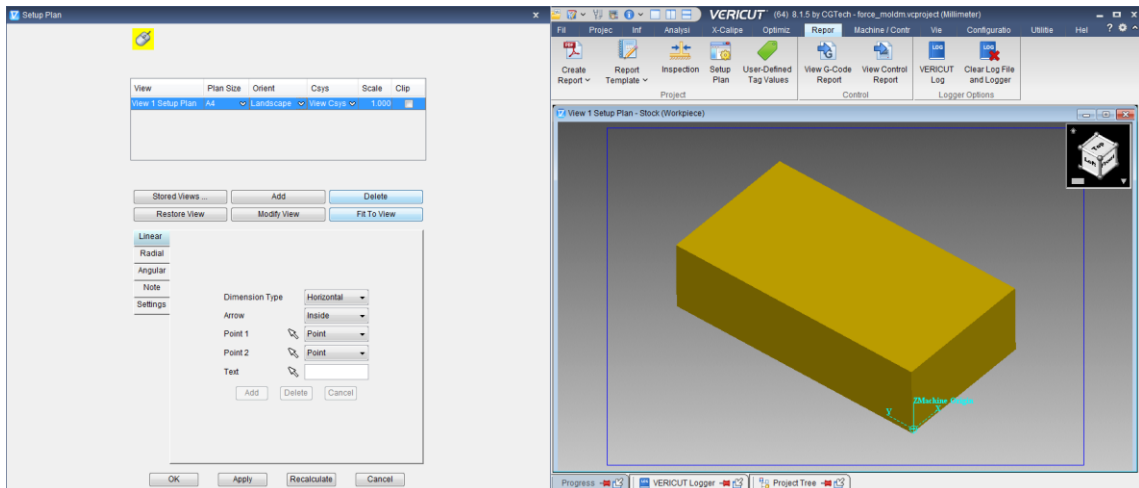 Setup Plan
View Plan Size Orient Csys Scale Clip
View 1 Setup Plan A4 Landscape View Csys 1.000
Stored Views ... Add Delete
Restore View Modify View Fit To View
Linear
Radial
Angular
Note
Settings
Dimension Type Horizontal
Arrow Inside
Point 1 Point
Point 2 Point
Text
Add Delete Cancel
OK Apply Recalculate Cancel
VERICUT (64) 8.1.5 by CGTech - force_moldm.vcproject (Millimeter)
Fil Projec Inf Analysi X-Calipe Optimiz Repor Machine / Contr Vie Configuratio Utilitie Hel
Create Report
Report Template
Inspection
Setup Plan
User-Defined Tag Values
View G-Code Report
View Control Report
VERICUT Log
Clear Log File and Logger
Project Control Logger Options
View 1 Setup Plan - Stock (Workpiece)
Top
Left Front
ZMachine
Y X
Progress VERICUT Logger Project Tree